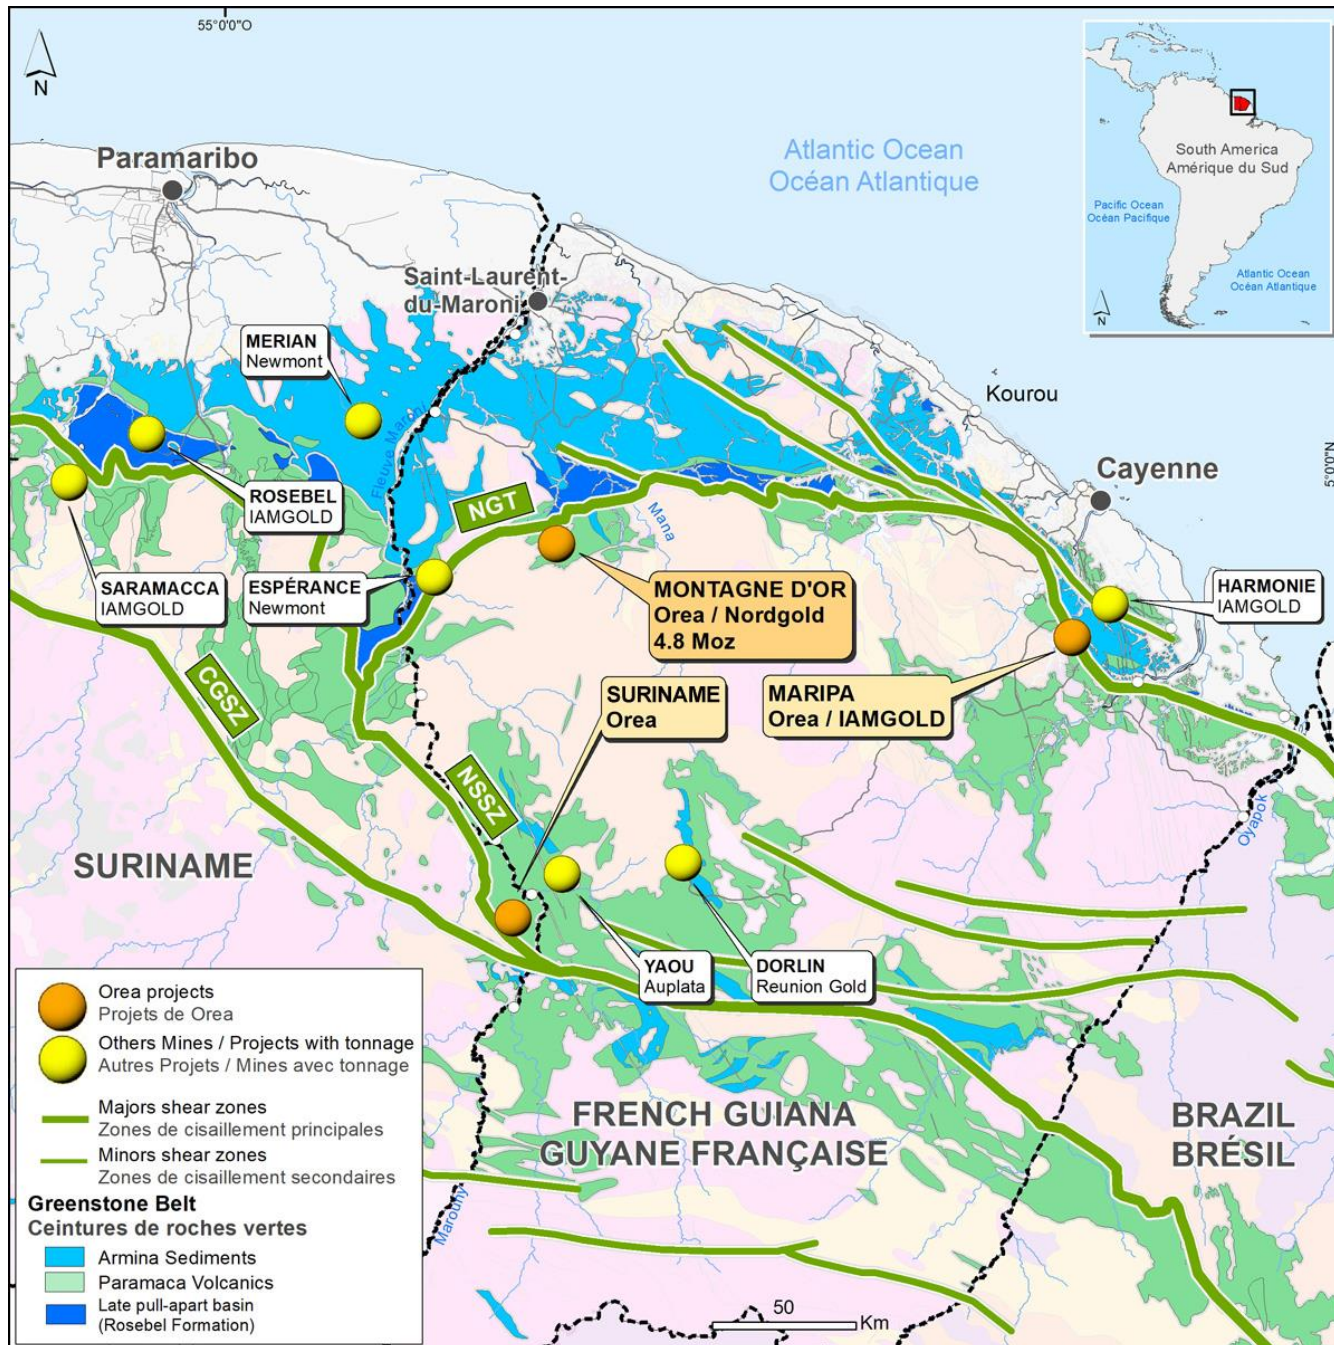 55°0'0"O
N
Paramaribo
Atlantic Ocean
Océan Atlantique
South America
Amérique du Sud
Pacific Ocean
Océan Pacifique
Atlantic Ocean
Océan Atlantique
N
Saint-Laurent-
du-Maroni
MERIAN
Newmont
Kourou
Cayenne
5°0'0"N
Fleuve Maroni
ROSEBEL
IAMGOLD
NGT
Mana
SARAMACCA
IAMGOLD
ESPÉRANCE
Newmont
MONTAGNE D'OR
Orea / Nordgold
4.8 Moz
HARMONIE
IAMGOLD
CGSZ
SURINAME
Orea
MARIPA
Orea / IAMGOLD
NSSZ
Oyapok
SURINAME
YAOU
Auplata
DORLIN
Reunion Gold
FRENCH GUIANA
GUYANE FRANÇAISE
BRAZIL
BRÉSIL
Marouny
Orea projects
Projets de Orea
Others Mines / Projects with tonnage
Autres Projets / Mines avec tonnage
Majors shear zones
Zones de cisaillement principales
Minors shear zones
Zones de cisaillement secondaires
Greenstone Belt
Ceintures de roches vertes
Armina Sediments
Paramaca Volcanics
Late pull-apart basin
(Rosebel Formation)
50
Km